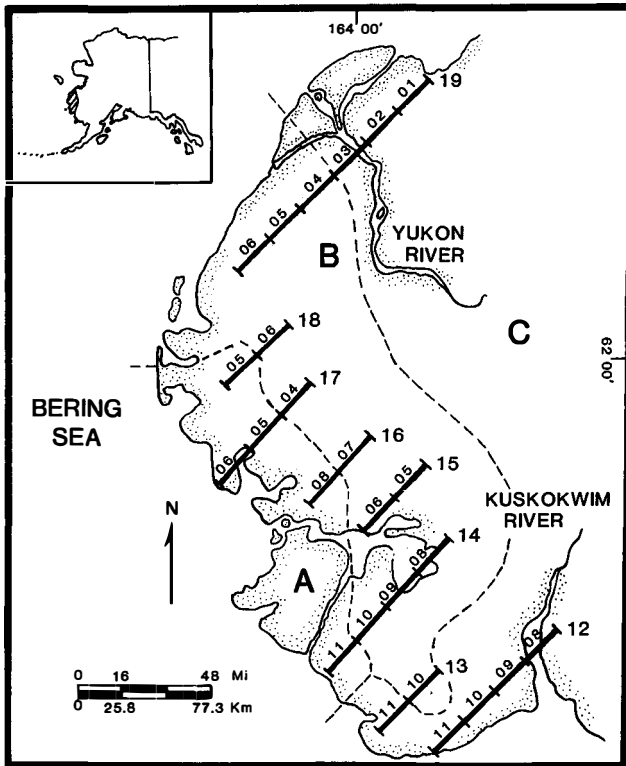 164 00'
19
01
02
03
04
05
06
B
YUKON
RIVER
C
18
06
05
62 00'
17
04
05
06
BERING
SEA
16
07
08
15
05
06
KUSKOKWIM
RIVER
N
14
08
09
10
11
A
12
08
09
10
11
13
10
11
0 16 48 Mi
0 25.8 77.3 Km